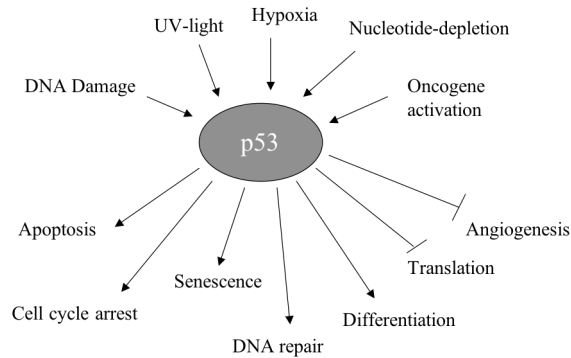 Hypoxia
UV-light
Nucleotide-depletion
DNA Damage
Oncogene
activation
p53
Apoptosis
Angiogenesis
Translation
Senescence
Cell cycle arrest
Differentiation
DNA repair